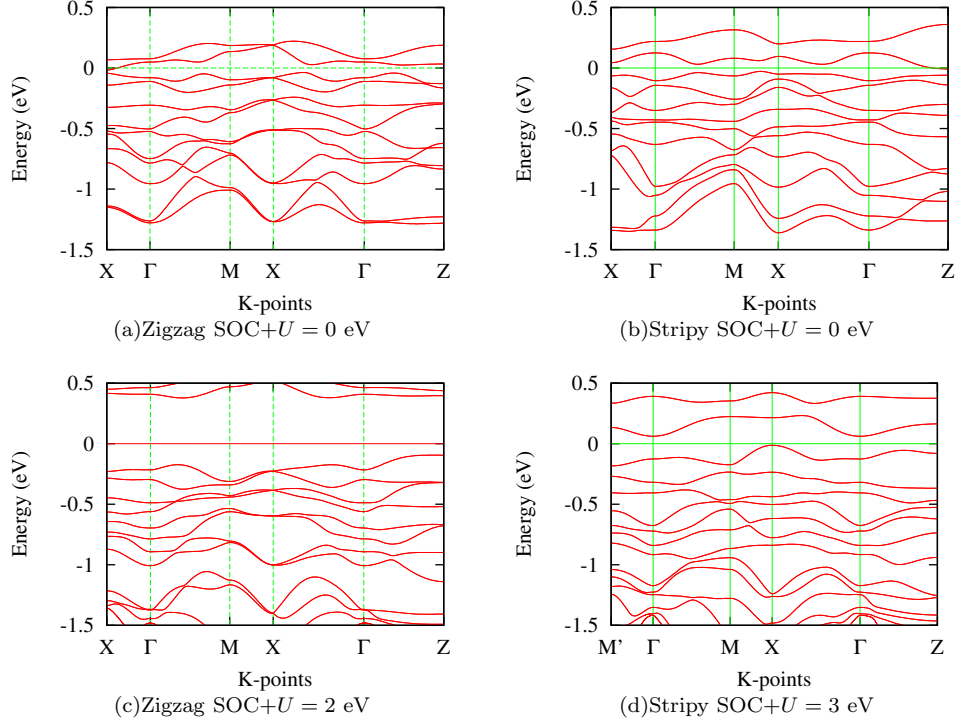 0.5
0
-0.5
-1
-1.5
Energy (eV)
X Γ M X Γ Z
K-points
(a)Zigzag SOC+U = 0 eV
0.5
0
-0.5
-1
-1.5
Energy (eV)
X Γ M X Γ Z
K-points
(b)Stripy SOC+U = 0 eV
0.5
0
-0.5
-1
-1.5
Energy (eV)
X Γ M X Γ Z
K-points
(c)Zigzag SOC+U = 2 eV
0.5
0
-0.5
-1
-1.5
Energy (eV)
M' Γ M X Γ Z
K-points
(d)Stripy SOC+U = 3 eV